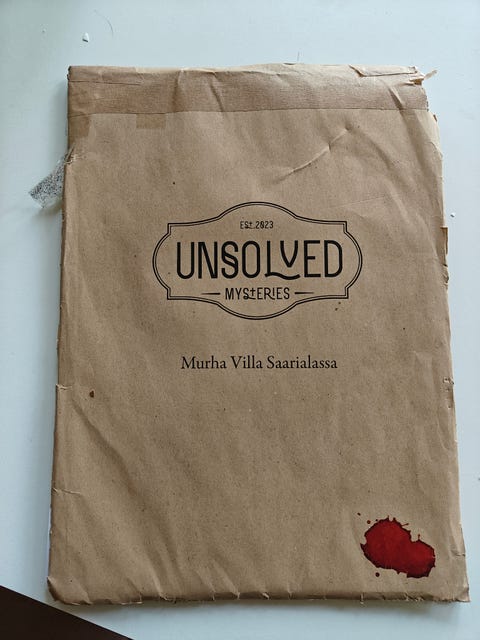 EST.2023
UNSOLVED
MYSTERIES
Murha Villa Saarialassa